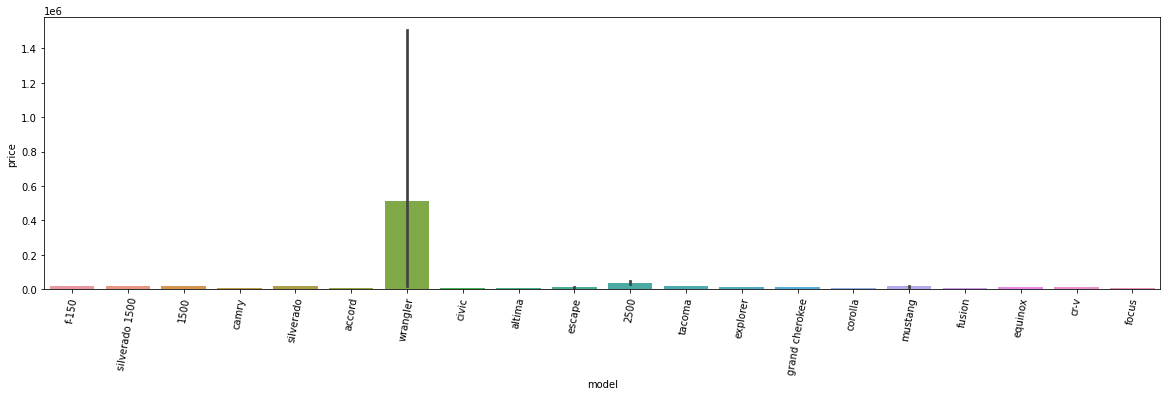 1e6
1.4
1.2
1.0
0.8
0.6
0.4
0.2
0.0
price
f-150
silverado 1500
1500
camry
silverado
accord
wrangler
civic
altima
escape
2500
tacoma
explorer
grand cherokee
corolla
mustang
fusion
equinox
cr-v
focus
model